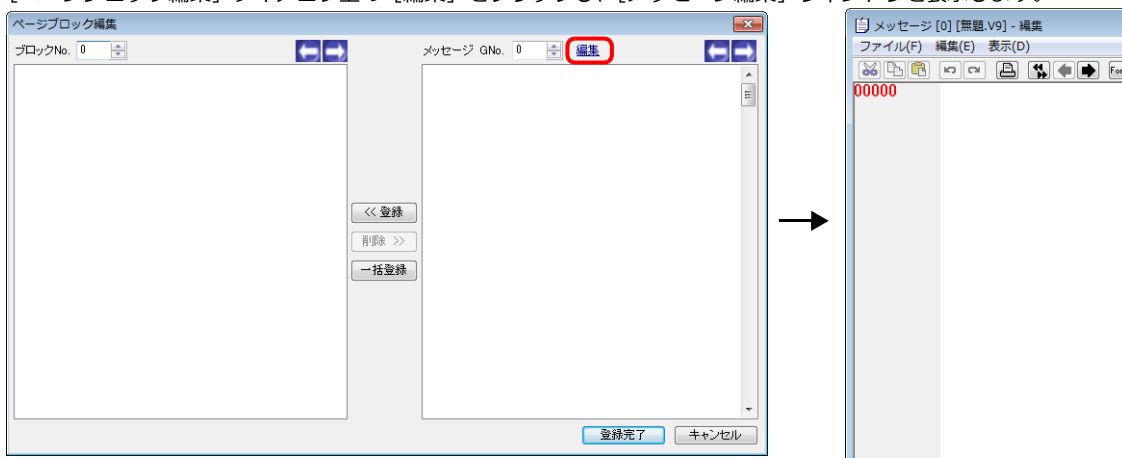 ページブロック編集
ブロックNo. 0
メッセージ GNo. 0 編集
<< 登録
削除 >>
一括登録
登録完了 キャンセル
メッセージ [0] [無題.V9] - 編集
ファイル(F) 編集(E) 表示(D)
00000